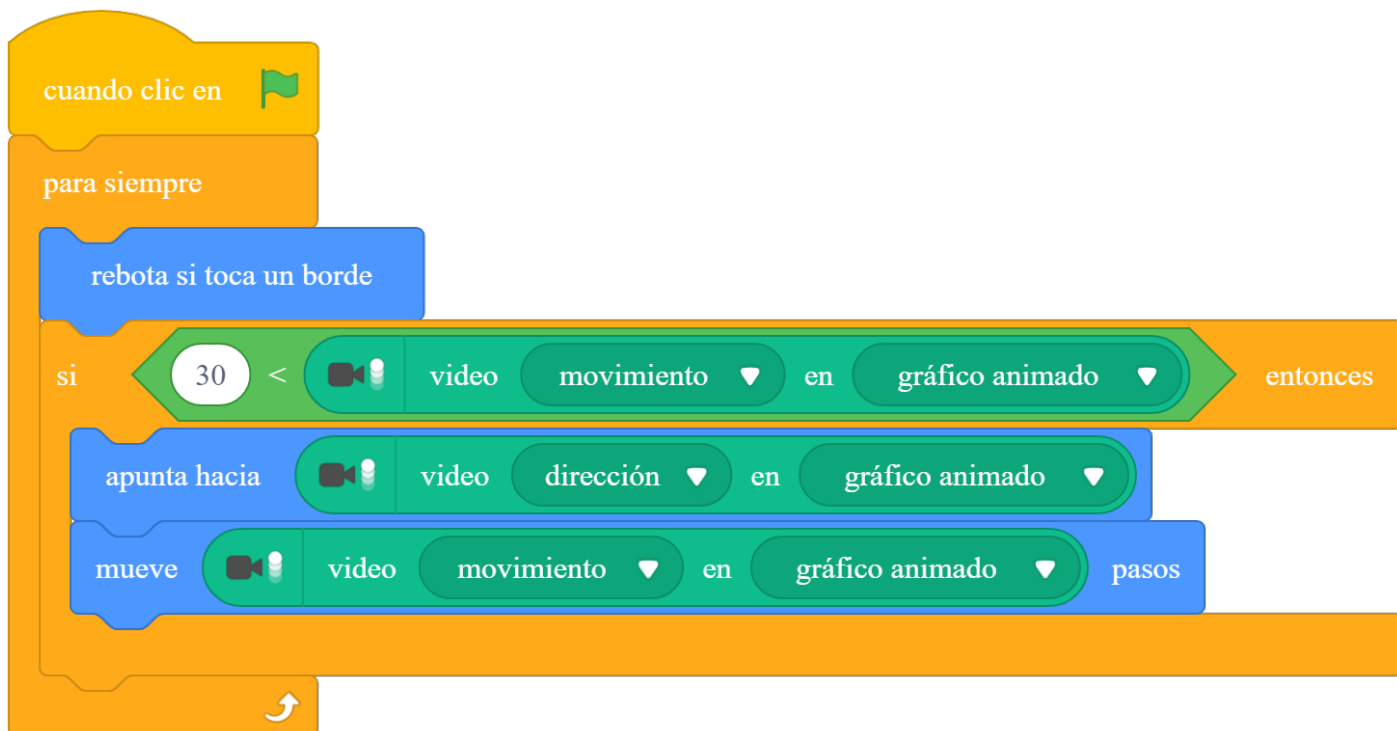 cuando clic en
para siempre
rebota si toca un borde
si 30 < video movimiento en gráfico animado entonces
apunta hacia video dirección en gráfico animado
mueve video movimiento en gráfico animado pasos